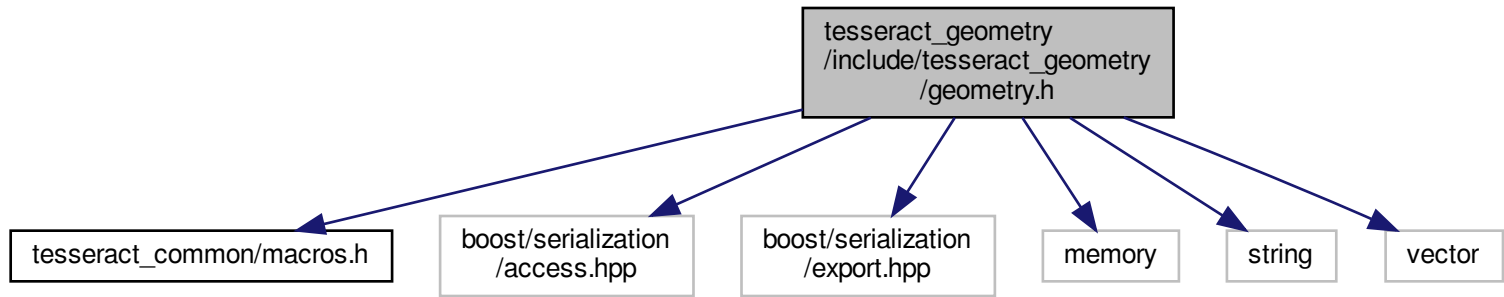 tesseract_geometry
/include/tesseract_geometry
/geometry.h
tesseract_common/macros.h
boost/serialization
/access.hpp
boost/serialization
/export.hpp
memory
string
vector